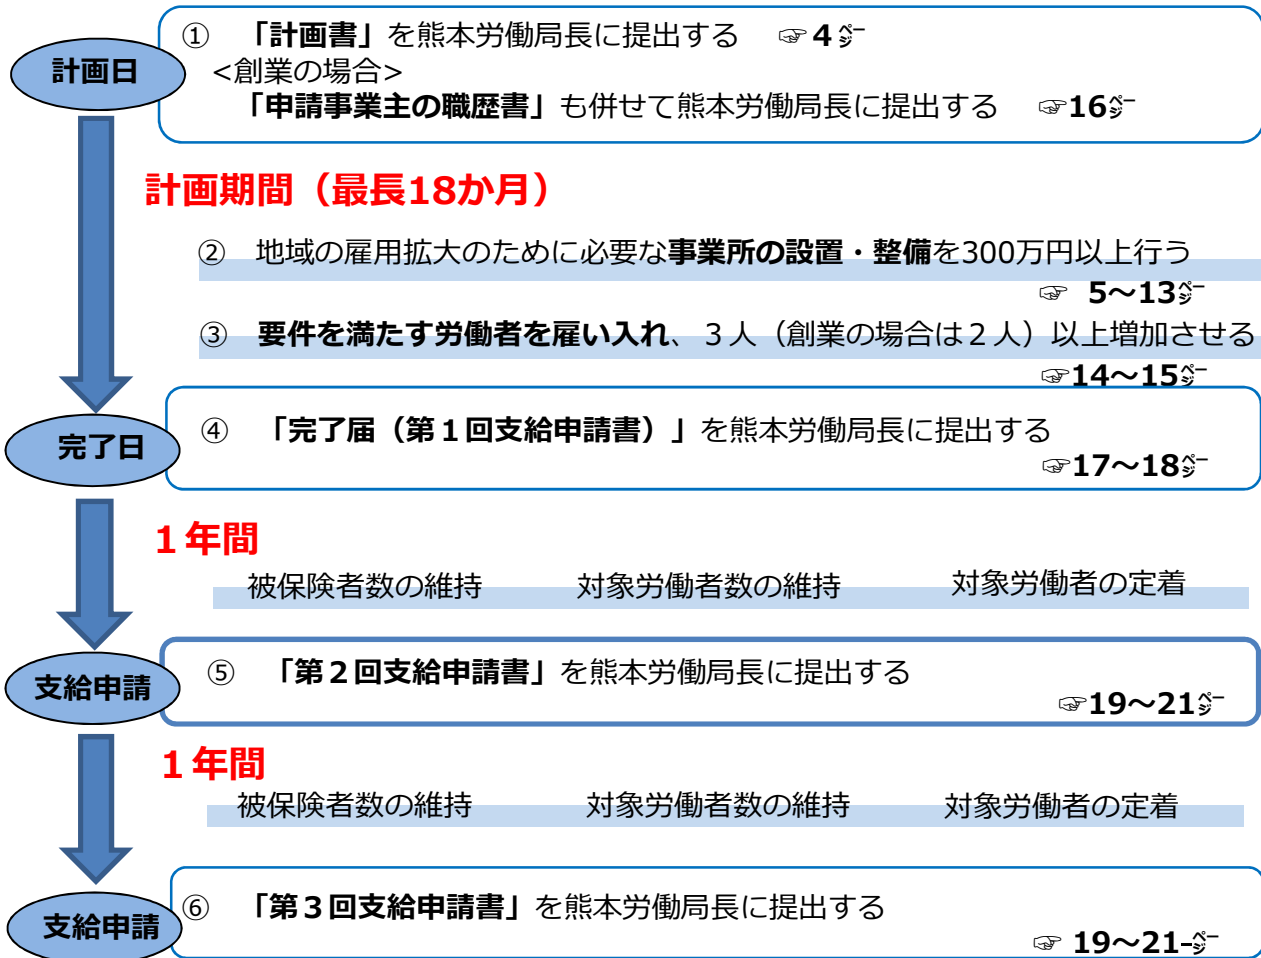 計画日
① 「計画書」を熊本労働局長に提出する ☞4㌻
<創業の場合>
「申請事業主の職歴書」も併せて熊本労働局長に提出する ☞16㌻
計画期間（最長18か月）
② 地域の雇用拡大のために必要な事業所の設置・整備を300万円以上行う
☞ 5～13㌻
③ 要件を満たす労働者を雇い入れ、３人（創業の場合は２人）以上増加させる
☞14～15㌻
完了日
④ 「完了届（第１回支給申請書）」を熊本労働局長に提出する
☞17～18㌻
１年間
被保険者数の維持 対象労働者数の維持 対象労働者の定着
支給申請
⑤ 「第２回支給申請書」を熊本労働局長に提出する
☞19～21㌻
１年間
被保険者数の維持 対象労働者数の維持 対象労働者の定着
支給申請
⑥ 「第３回支給申請書」を熊本労働局長に提出する
☞ 19～21-㌻